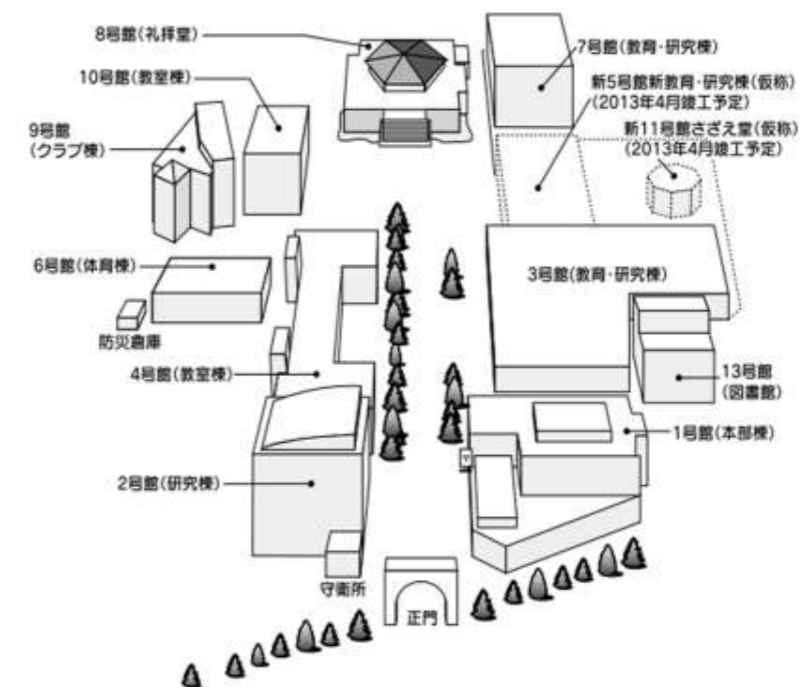 8号館(礼拝堂)
7号館(教育・研究棟)
10号館(教室棟)
新5号館新教育・研究棟(仮称)
(2013年4月竣工予定)
9号館
(クラブ棟)
新11号館さざえ堂(仮称)
(2013年4月竣工予定)
6号館(体育棟)
3号館(教育・研究棟)
防災倉庫
4号館(教室棟)
13号館
(図書館)
1号館(本部棟)
2号館(研究棟)
守衛所
正門